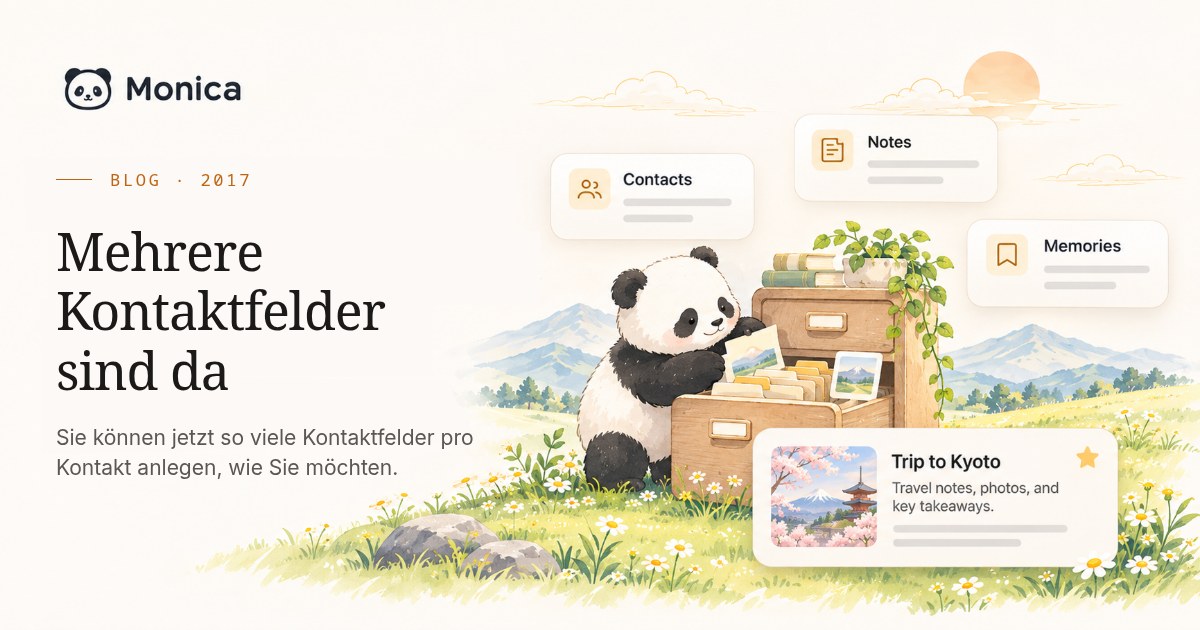 Monica
BLOG · 2017
Mehrere
Kontaktfelder
sind da
Sie können jetzt so viele Kontaktfelder pro
Kontakt anlegen, wie Sie möchten.
Contacts
Notes
Memories
Trip to Kyoto
Travel notes, photos, and
key takeaways.